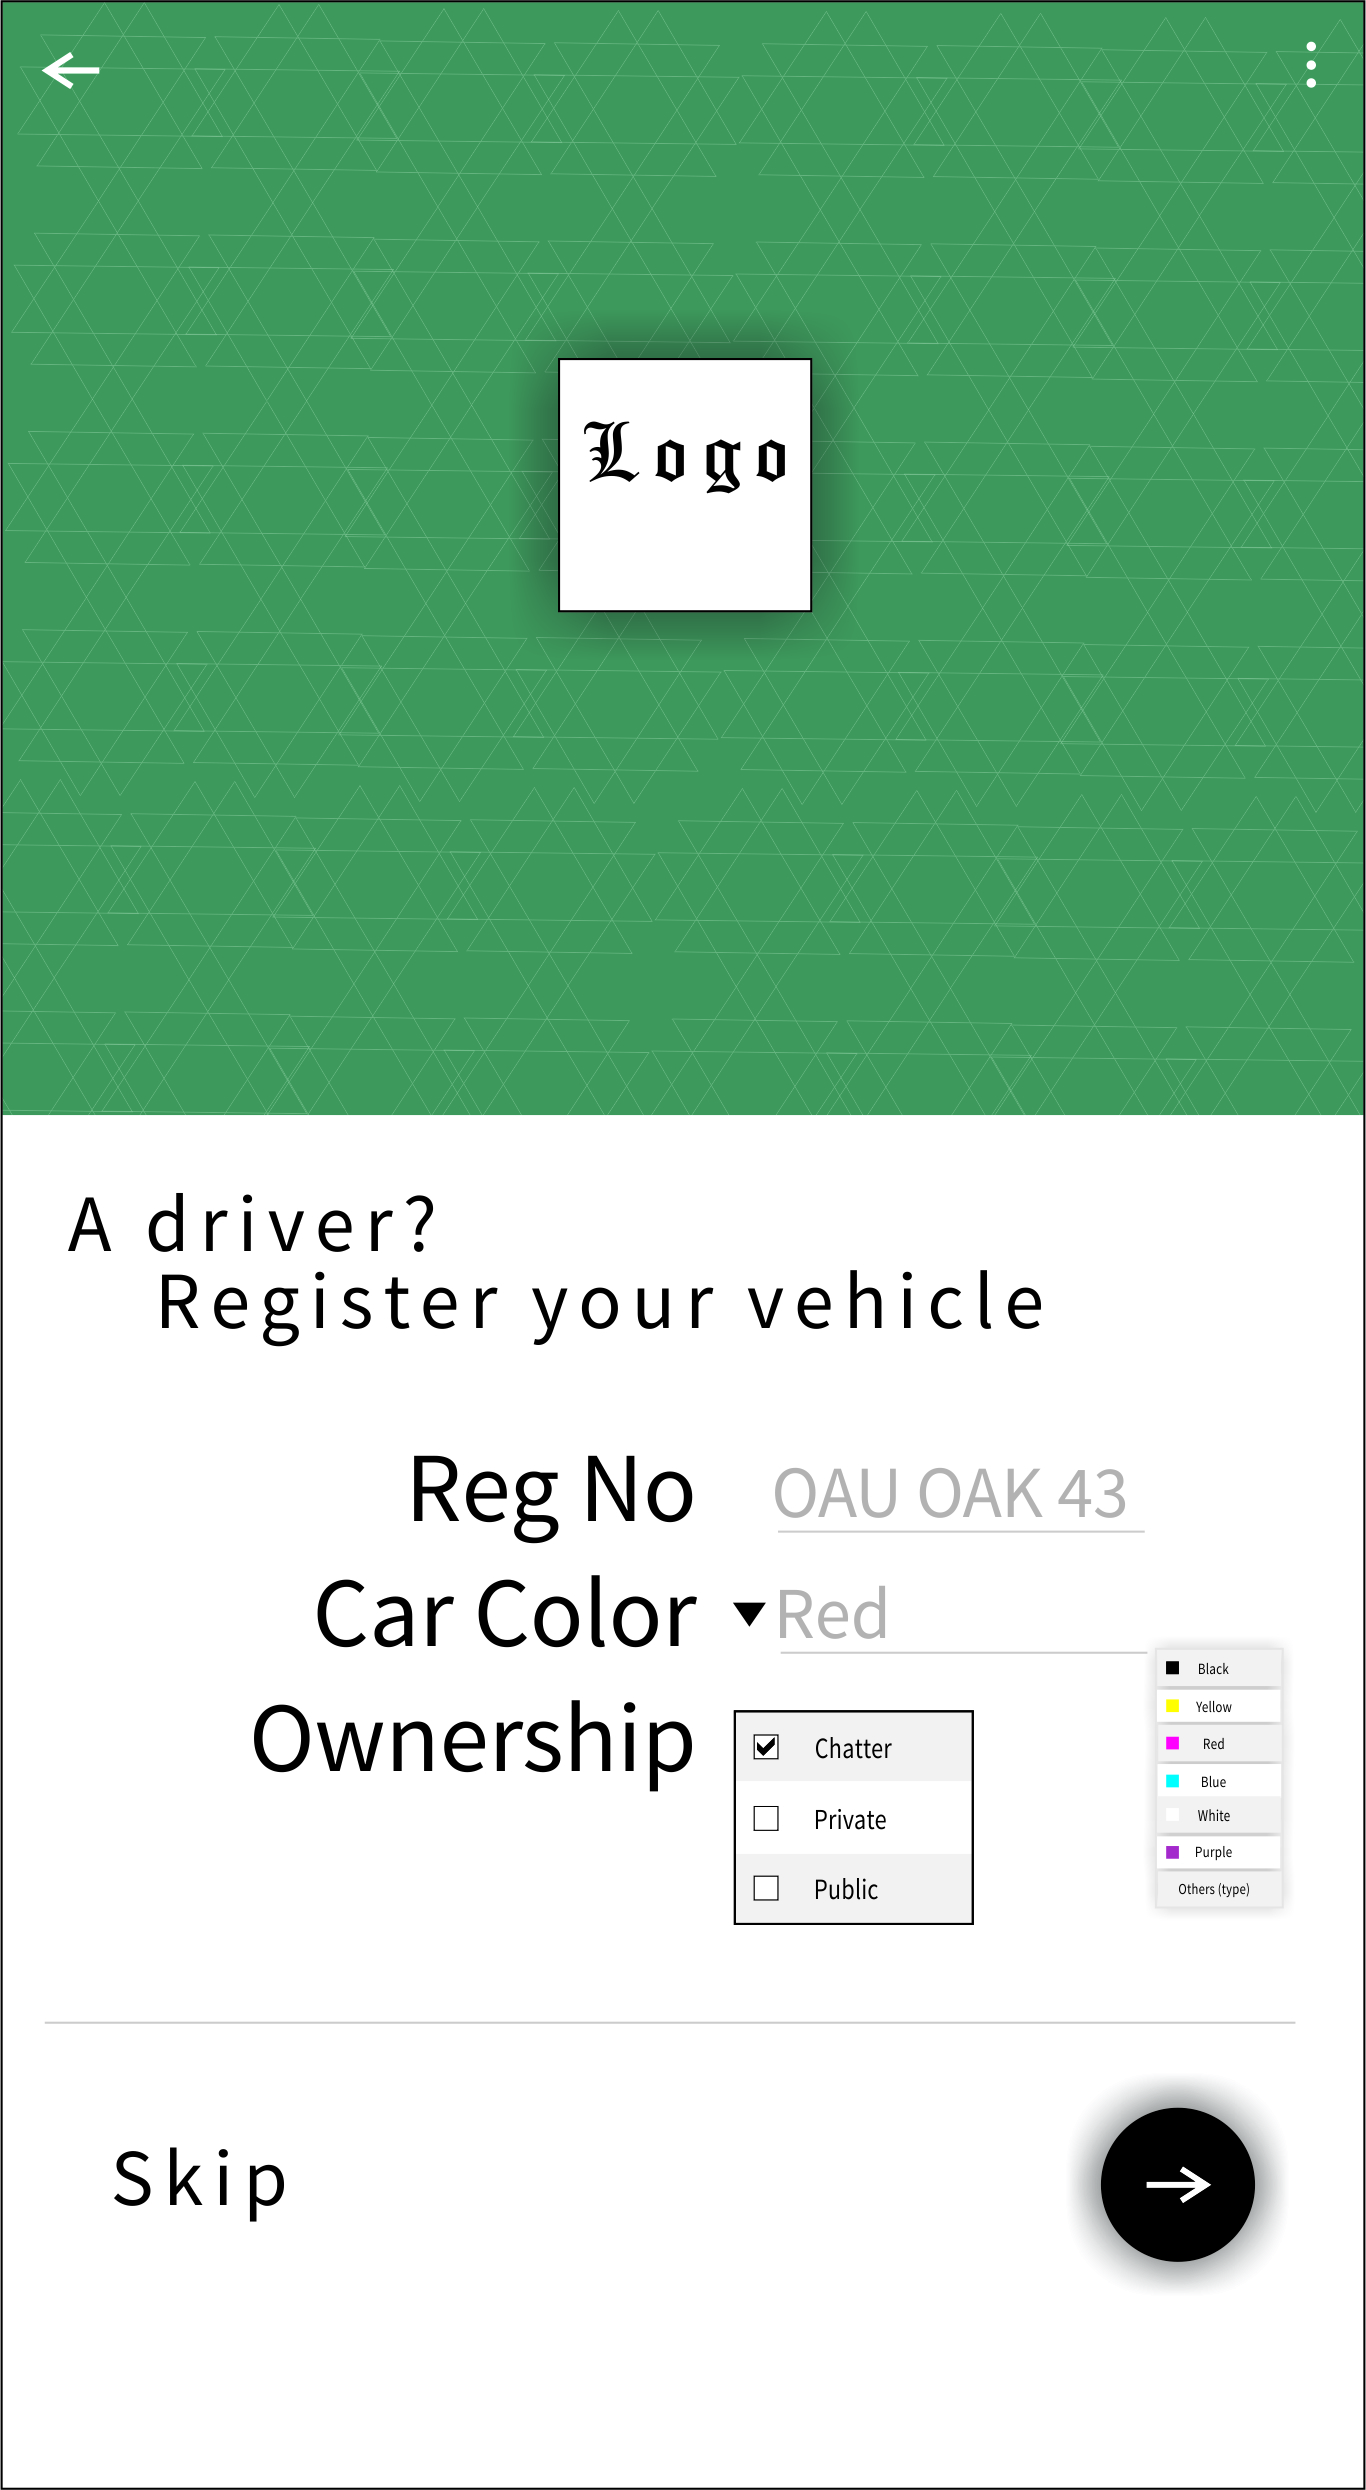 Logo
A driver?
Register your vehicle
Reg No
OAU OAK 43
Car Color
Red
Ownership
Chatter
Private
Public
Black
Yellow
Red
Blue
White
Purple
Others (type)
Skip